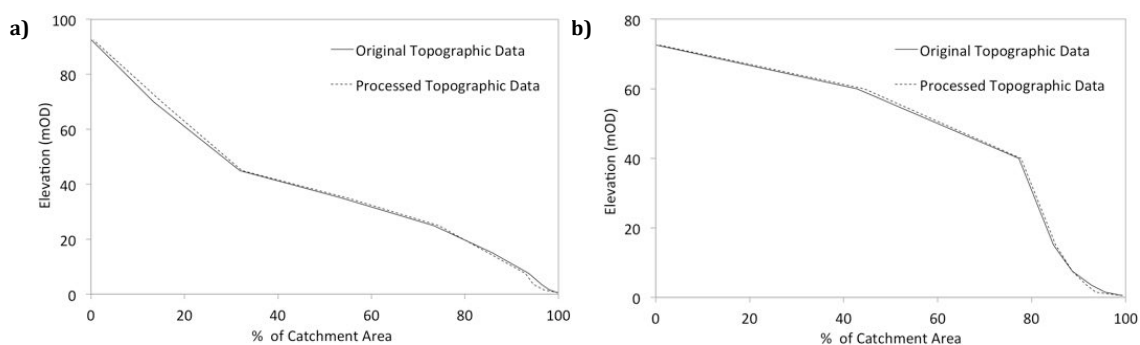 a)
100
80
60
40
20
0
Elevation (mOD)
Original Topographic Data
Processed Topographic Data
0 20 40 60 80 100
% of Catchment Area
b)
80
60
40
20
0
Elevation (mOD)
Original Topographic Data
Processed Topographic Data
0 20 40 60 80 100
% of Catchment Area